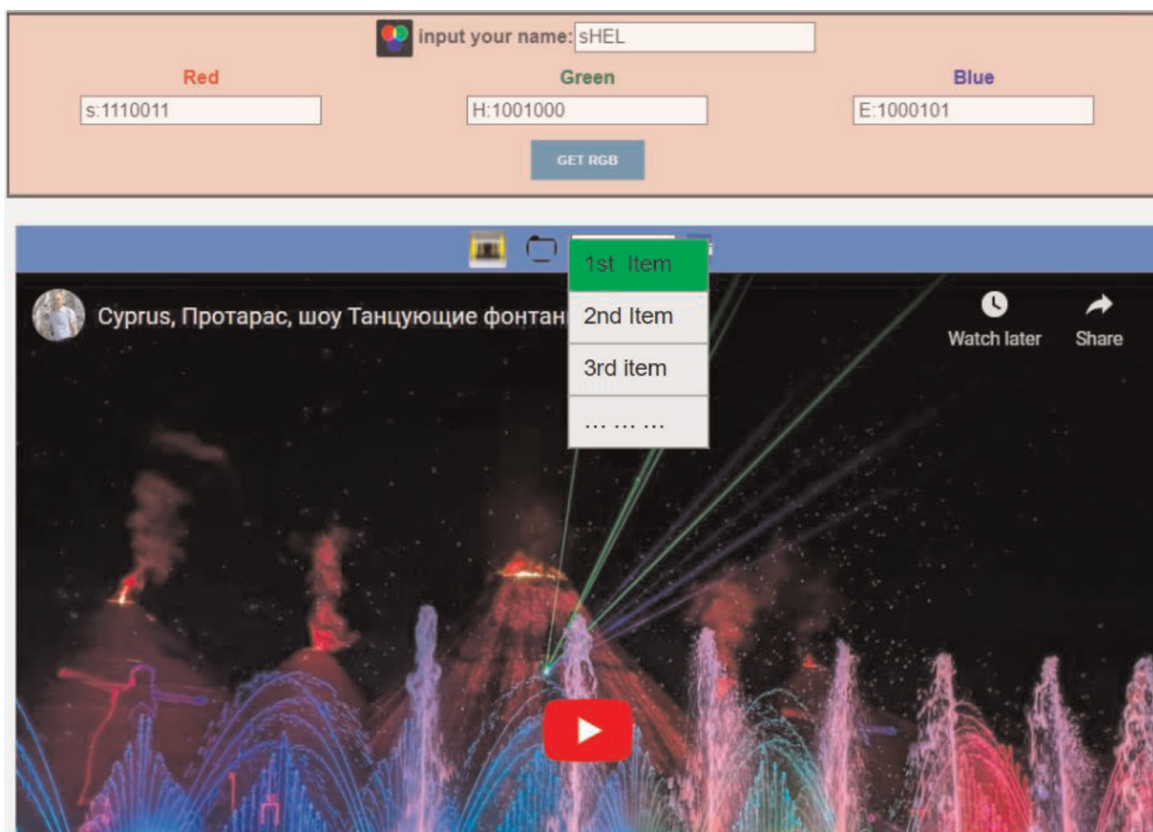 input your name: sHEL
Red Green Blue
s:1110011 H:1001000 E:1000101
GET RGB
1st Item
Cyprus, Протарас, шоу Танцующие фонтан
2nd Item
Watch later Share
3rd item
... ... ...